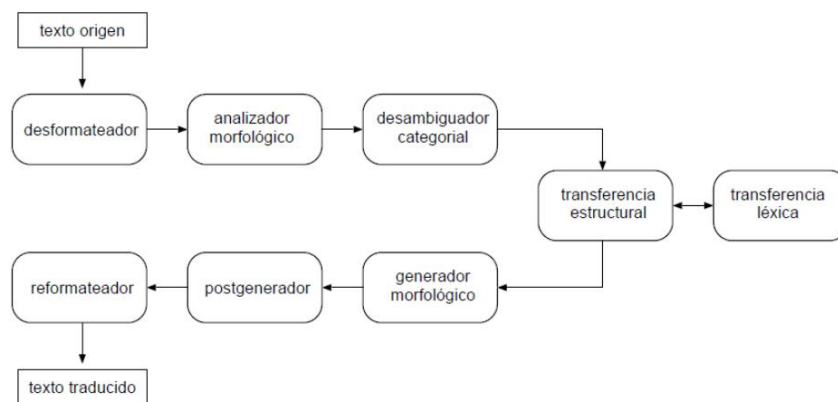 texto origen
desformateador
analizador
morfológico
desambiguador
categorial
transferencia
estructural
transferencia
léxica
generador
morfológico
postgenerador
reformateador
texto traducido